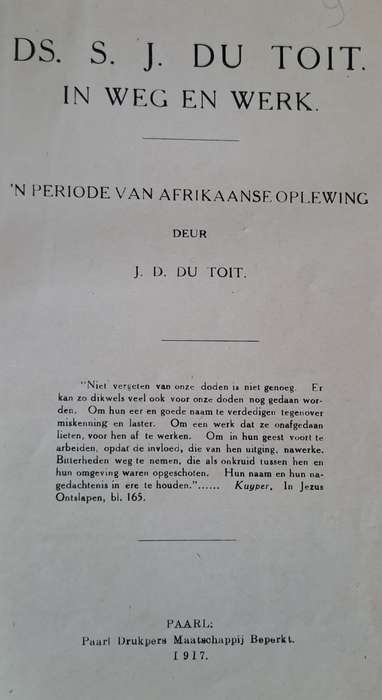 9
DS. S. J. DU TOIT.
IN WEG EN WERK.
'N PERIODE VAN AFRIKAANSE OPLEWING
DEUR
J. D. DU TOIT.
"Niet vergeten van onze doden is niet genoeg. Er
kan zo dikwels veel ook voor onze doden nog gedaan wor-
den. Om hun eer en goede naam te verdedigen tegenover
miskenning en laster. Om een werk dat ze onafgedaan
lieten, voor hen af te werken. Om in hun geest voort te
arbeiden, opdat de invloed, die van hen uitging, nawerke.
Bitterheden weg te nemen, die als onkruid tussen hen en
hun omgeving waren opgeschoten. Hun naam en hun na-
gedachtenis in ere te houden."...... Kuyper, In Jezus
Ontslapen, bl. 165.
PAARL:
Paarl Drukpers Maatschappij Beperkt.
1917.